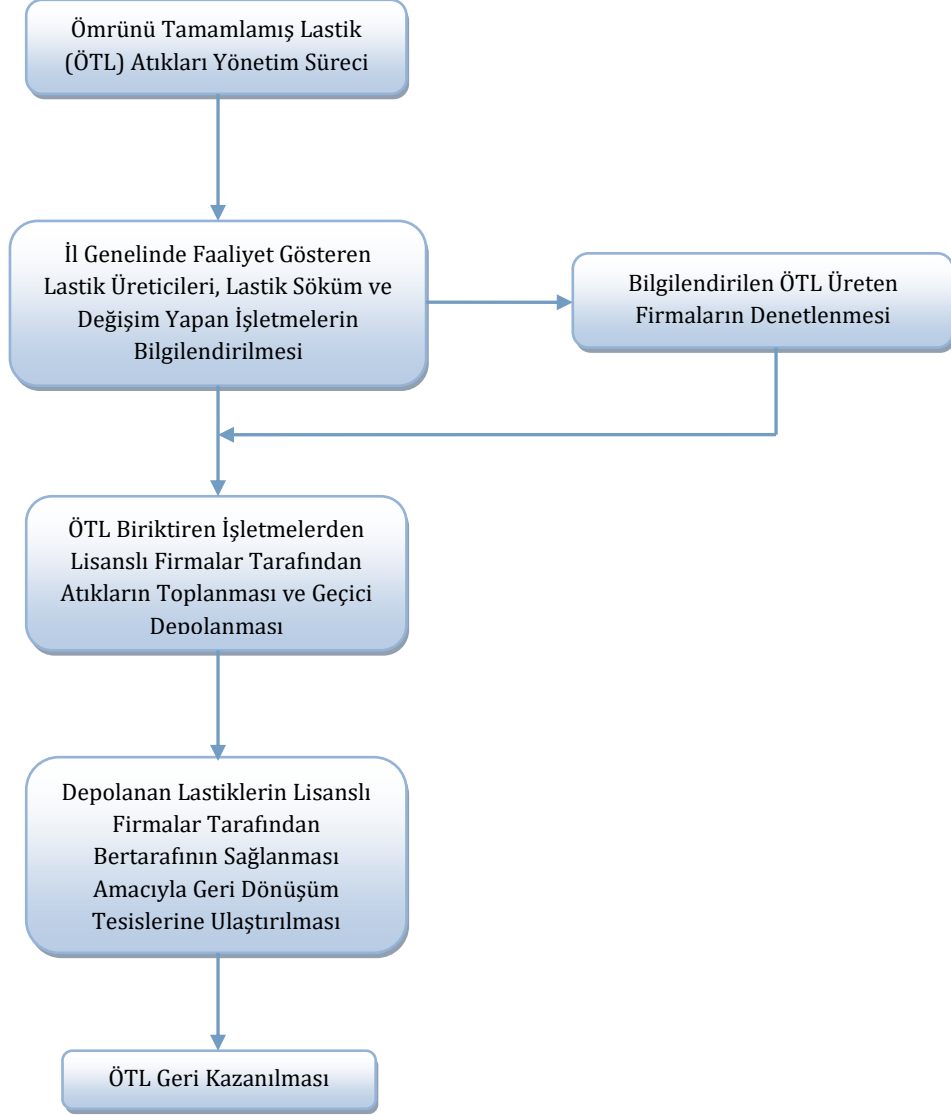 Ömrünü Tamamlamış Lastik
(ÖTL) Atıkları Yönetim Süreci
İl Genelinde Faaliyet Gösteren
Lastik Üreticileri, Lastik Söküm ve
Değişim Yapan İşletmelerin
Bilgilendirilmesi
Bilgilendirilen ÖTL Üreten
Firmaların Denetlenmesi
ÖTL Biriktiren İşletmelerden
Lisanslı Firmalar Tarafından
Atıkların Toplanması ve Geçici
Depolanması
Depolanan Lastiklerin Lisanslı
Firmalar Tarafından
Bertarafının Sağlanması
Amacıyla Geri Dönüşüm
Tesislerine Ulaştırılması
ÖTL Geri Kazanılması